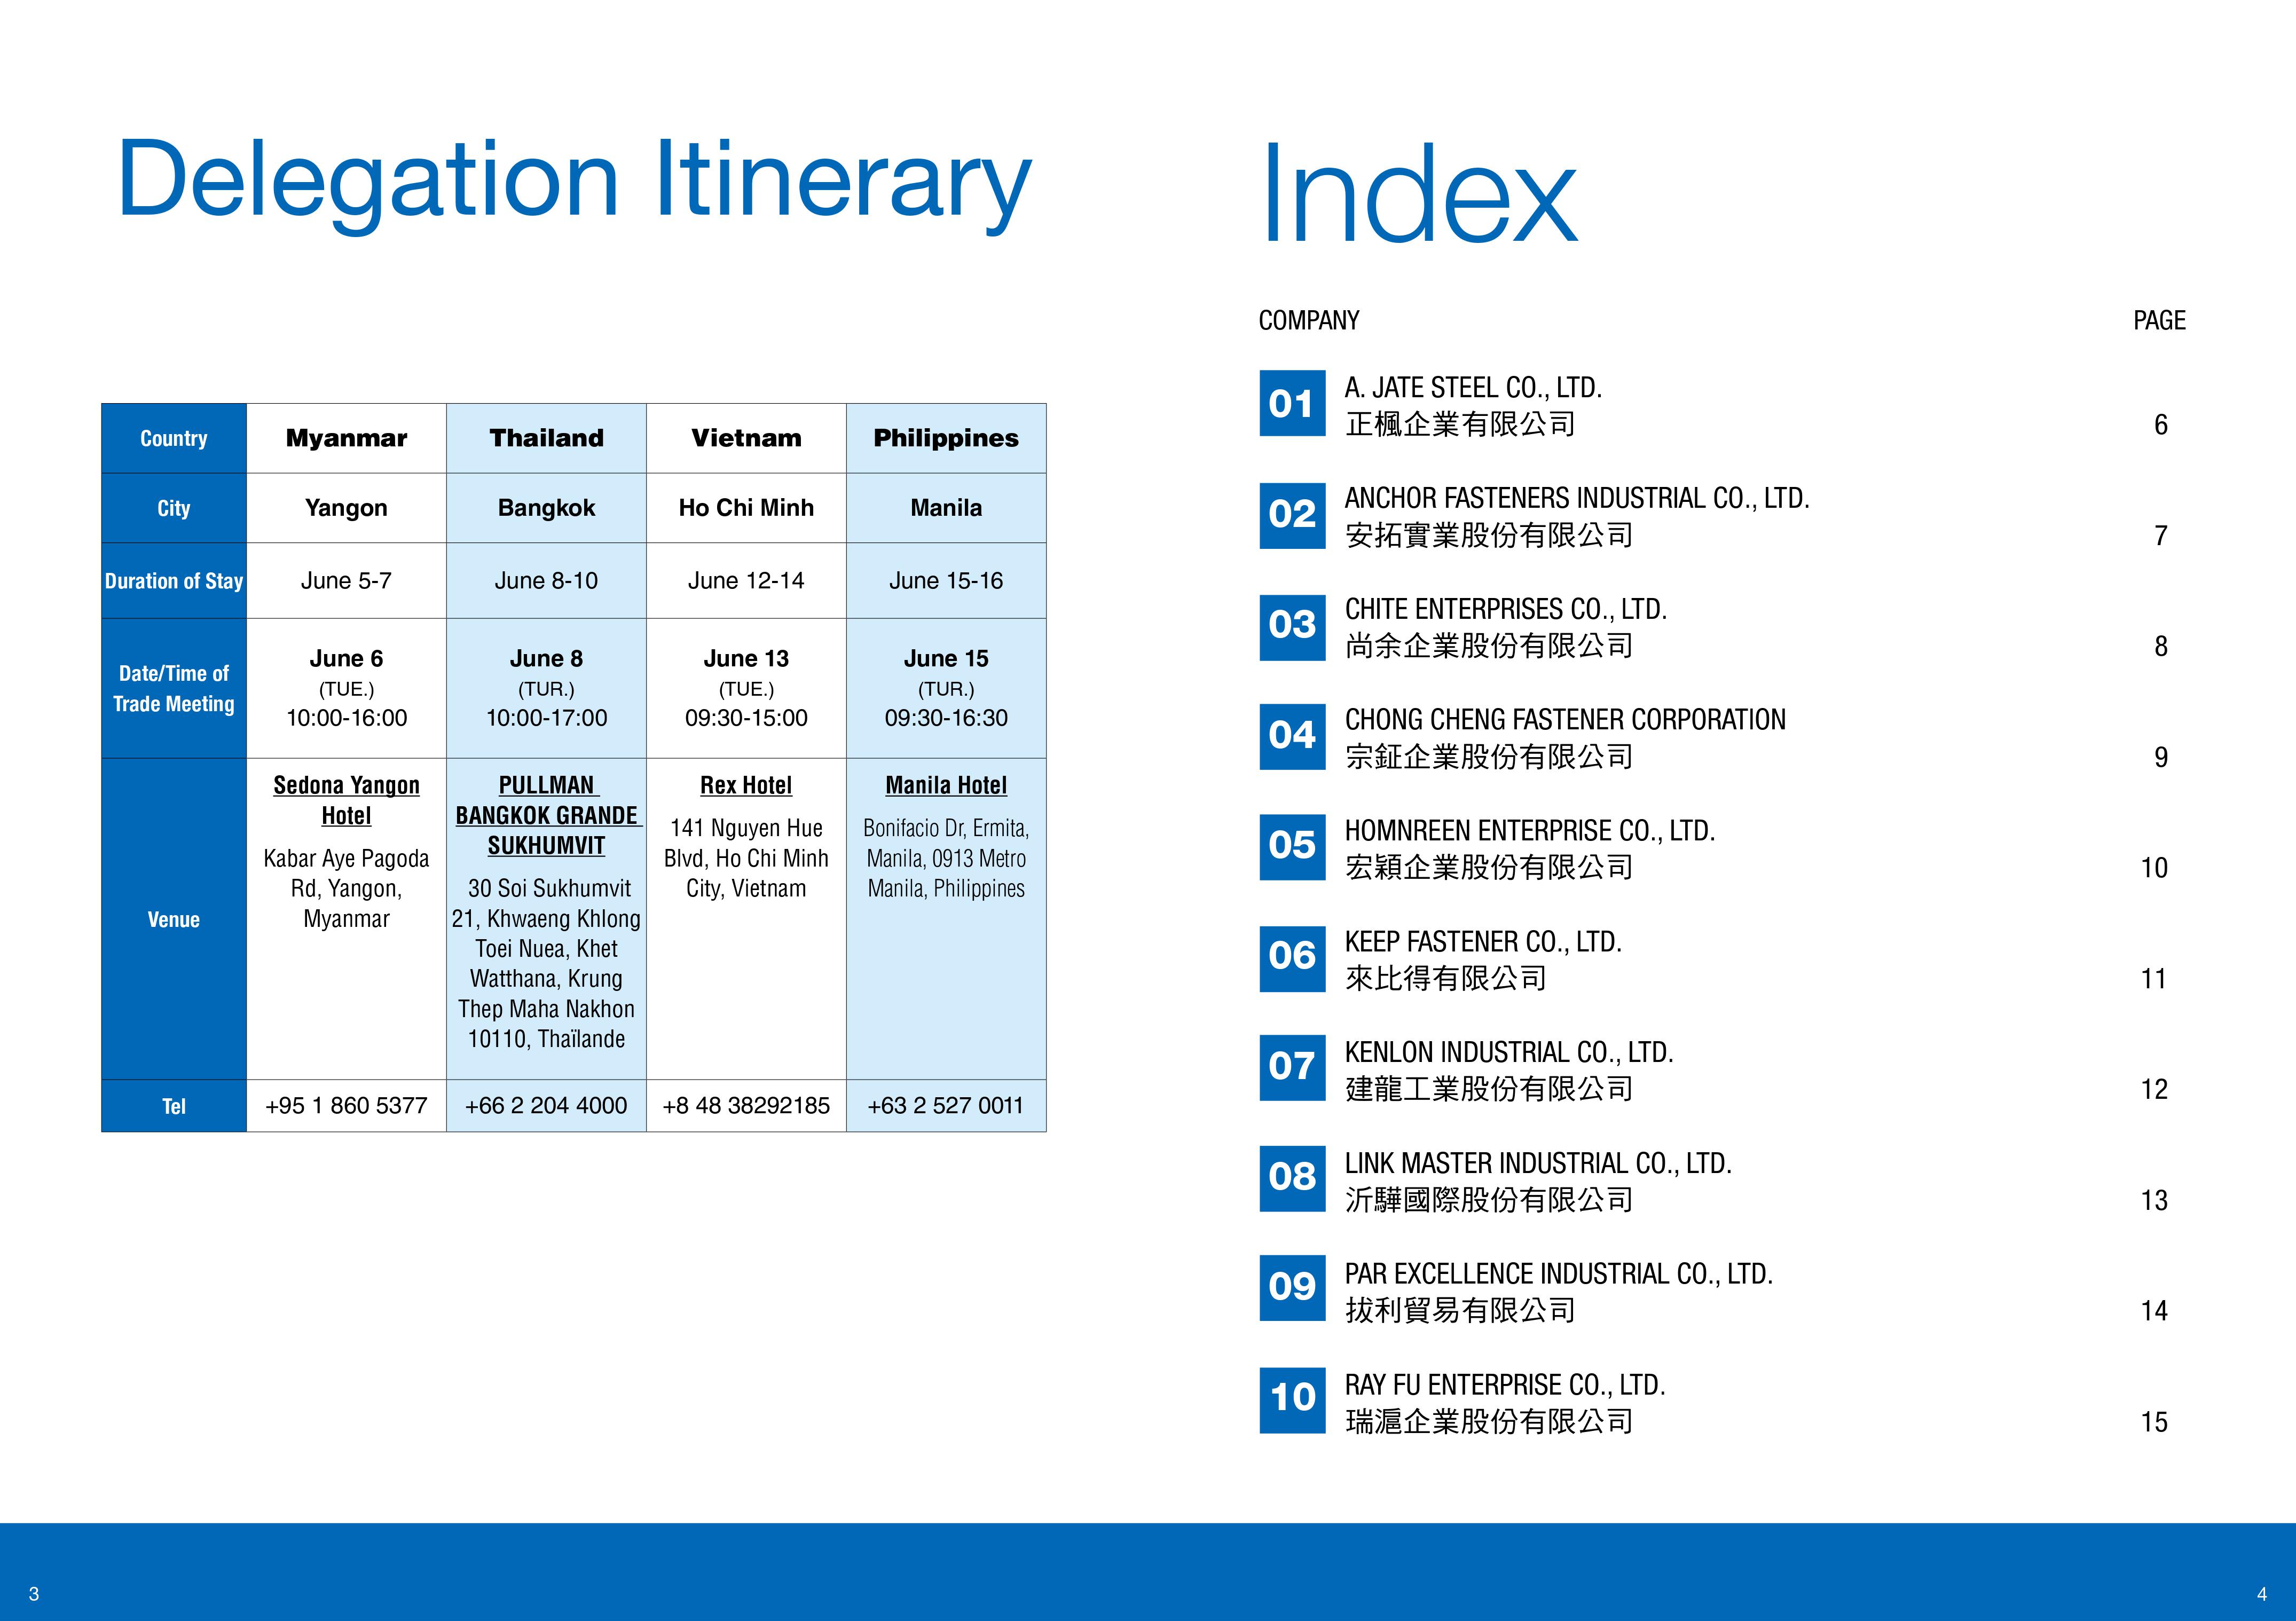 Delegation Itinerary
Country Myanmar Thailand Vietnam Philippines
City Yangon Bangkok Ho Chi Minh Manila
Duration of Stay June 5-7 June 8-10 June 12-14 June 15-16
Date/Time of
Trade Meeting
June 6
(TUE.)
10:00-16:00
June 8
(TUR.)
10:00-17:00
June 13
(TUE.)
09:30-15:00
June 15
(TUR.)
09:30-16:30
Venue
Sedona Yangon
Hotel
Kabar Aye Pagoda
Rd, Yangon,
Myanmar
PULLMAN
BANGKOK GRANDE
SUKHUMVIT
30 Soi Sukhumvit
21, Khwaeng Khlong
Toei Nuea, Khet
Watthana, Krung
Thep Maha Nakhon
10110, Thaïlande
Rex Hotel
141 Nguyen Hue
Blvd, Ho Chi Minh
City, Vietnam
Manila Hotel
Bonifacio Dr, Ermita,
Manila, 0913 Metro
Manila, Philippines
Tel +95 1 860 5377 +66 2 204 4000 +8 48 38292185 +63 2 527 0011
3
Index
COMPANY PAGE
01 A. JATE STEEL CO., LTD.
正楓企業有限公司 6
02 ANCHOR FASTENERS INDUSTRIAL CO., LTD.
安拓實業股份有限公司 7
03 CHITE ENTERPRISES CO., LTD.
尚余企業股份有限公司 8
04 CHONG CHENG FASTENER CORPORATION
宗鉦企業股份有限公司 9
05 HOMNREEN ENTERPRISE CO., LTD.
宏穎企業股份有限公司 10
06 KEEP FASTENER CO., LTD.
來比得有限公司 11
07 KENLON INDUSTRIAL CO., LTD.
建龍工業股份有限公司 12
08 LINK MASTER INDUSTRIAL CO., LTD.
沂驊國際股份有限公司 13
09 PAR EXCELLENCE INDUSTRIAL CO., LTD.
拔利貿易有限公司 14
10 RAY FU ENTERPRISE CO., LTD.
瑞滬企業股份有限公司 15
4